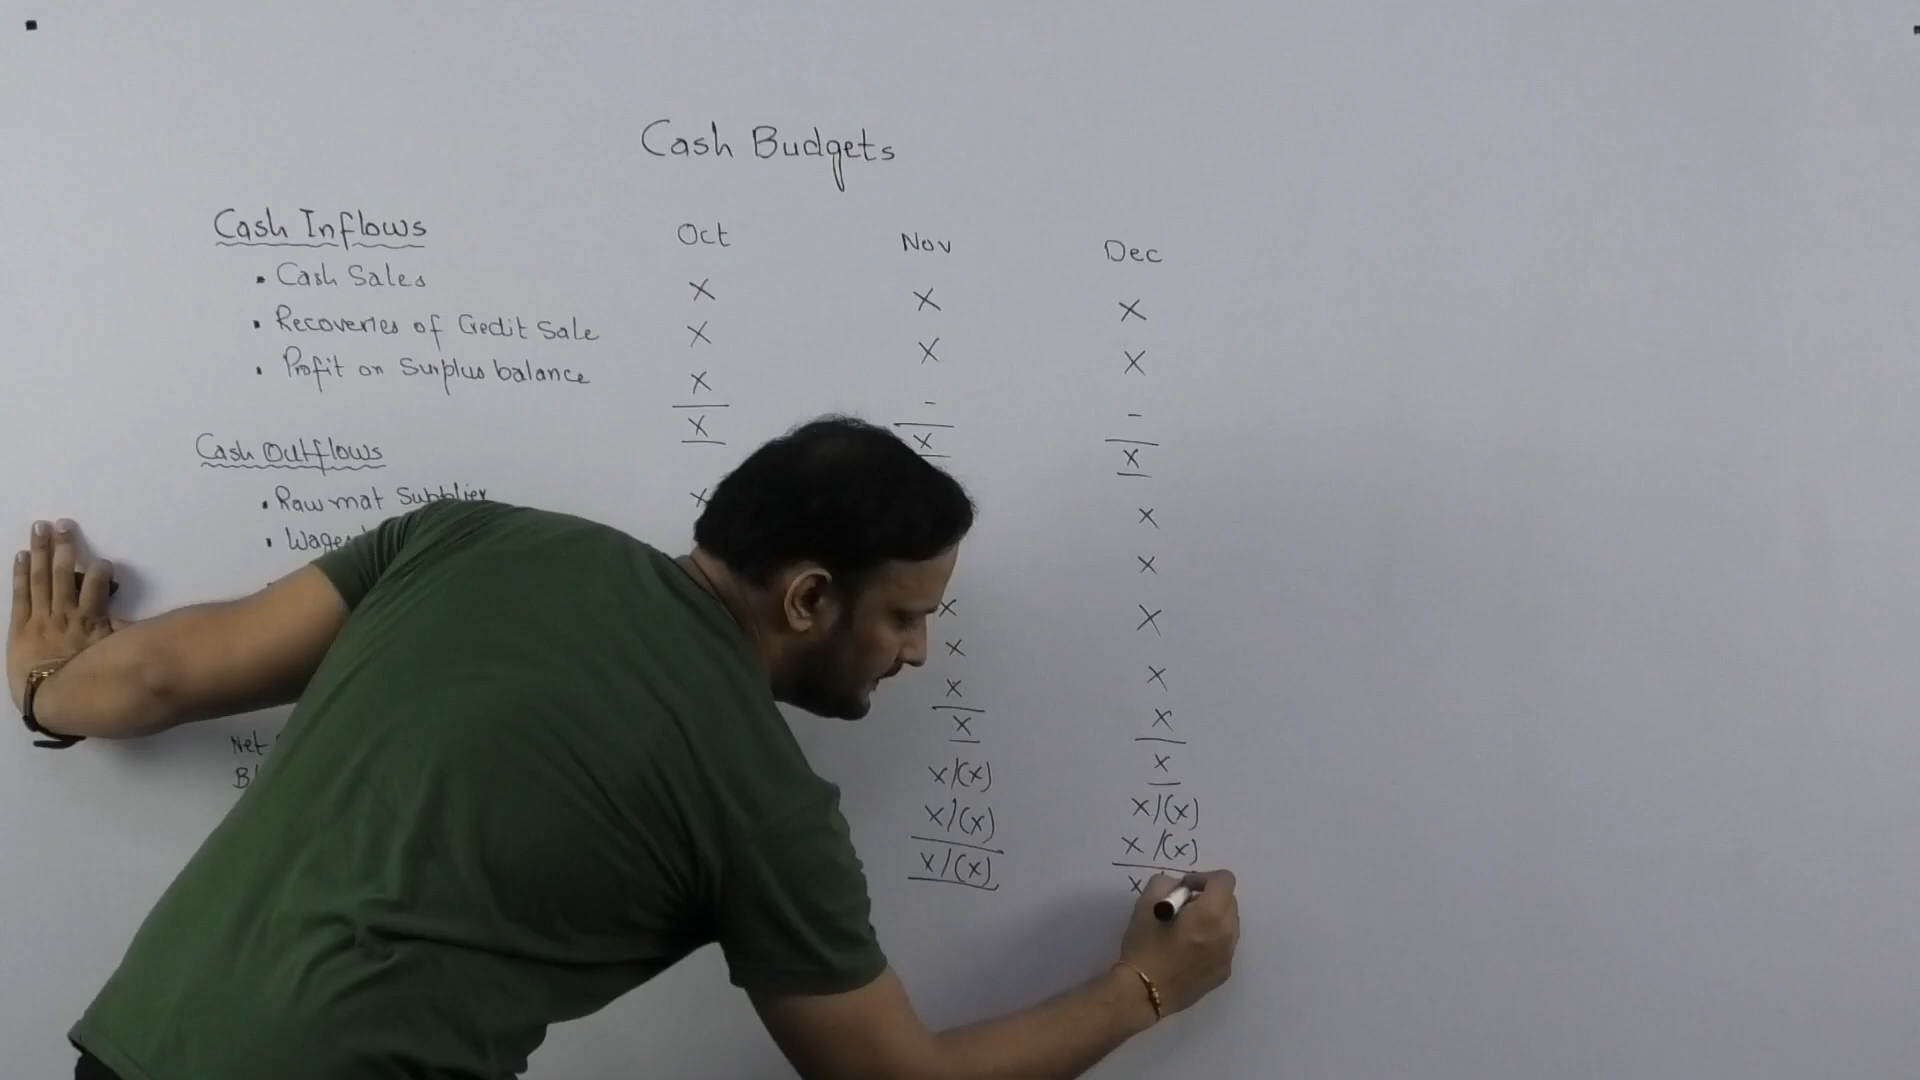 Cash Budgets
Cash Inflows Oct Nov Dec
• Cash Sales X X X
• Recoveries of Credit Sale X X X
• Profit on Surplus balance X - -
X X X
Cash Outflows
• Raw mat Supplier X X
• Wages X
X X
X X
X X
X X
Net X/(X) X/(X)
B/ X/(X) X/(X)
X/(X) X